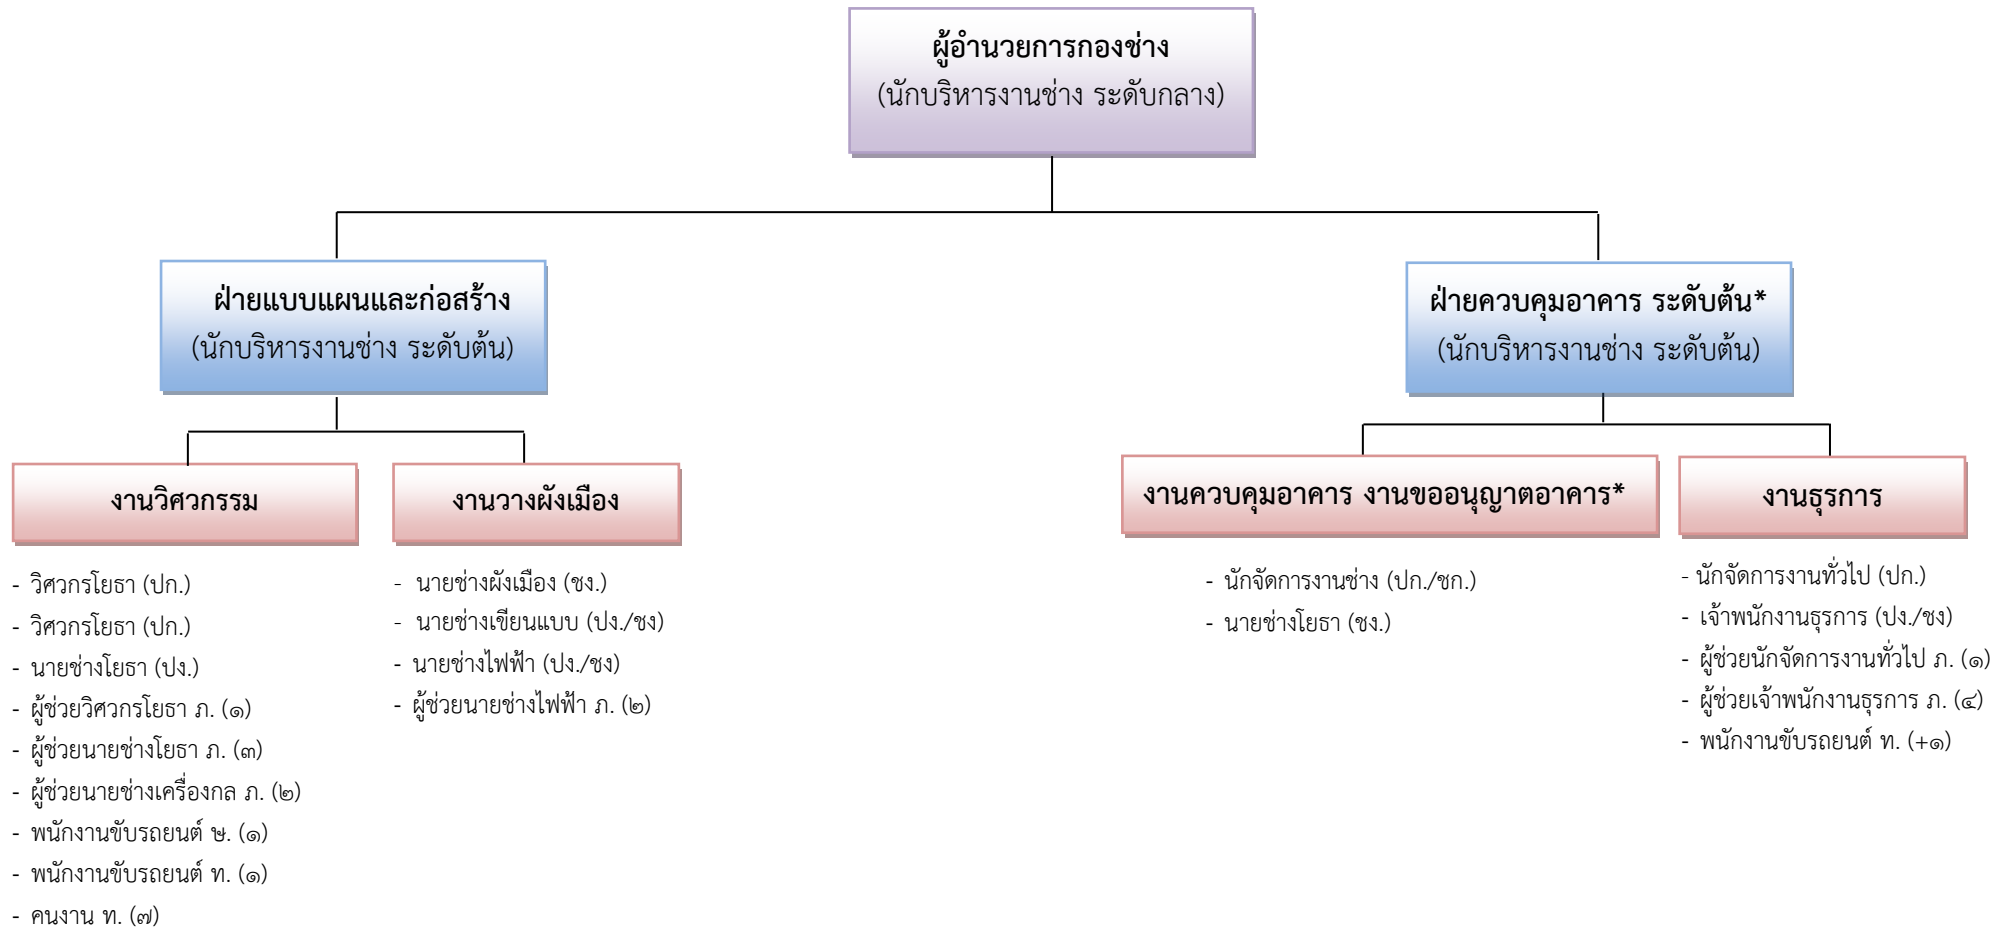 ผู้อำนวยการกองช่าง
(นักบริหารงานช่าง ระดับกลาง)
ฝ่ายแบบแผนและก่อสร้าง
(นักบริหารงานช่าง ระดับต้น)
ฝ่ายควบคุมอาคาร ระดับต้น*
(นักบริหารงานช่าง ระดับต้น)
งานวิศวกรรม
- วิศวกรโยธา (ปก.)
- วิศวกรโยธา (ปก.)
- นายช่างโยธา (ปง.)
- ผู้ช่วยวิศวกรโยธา ภ. (๑)
- ผู้ช่วยนายช่างโยธา ภ. (๓)
- ผู้ช่วยนายช่างเครื่องกล ภ. (๒)
- พนักงานขับรถยนต์ ษ. (๑)
- พนักงานขับรถยนต์ ท. (๑)
- คนงาน ท. (๗)
งานวางผังเมือง
- นายช่างผังเมือง (ชง.)
- นายช่างเขียนแบบ (ปง./ชง)
- นายช่างไฟฟ้า (ปง./ชง)
- ผู้ช่วยนายช่างไฟฟ้า ภ. (๒)
งานควบคุมอาคาร งานขออนุญาตอาคาร*
- นักจัดการงานช่าง (ปก./ชก.)
- นายช่างโยธา (ชง.)
งานธุรการ
- นักจัดการงานทั่วไป (ปก.)
- เจ้าพนักงานธุรการ (ปง./ชง)
- ผู้ช่วยนักจัดการงานทั่วไป ภ. (๑)
- ผู้ช่วยเจ้าพนักงานธุรการ ภ. (๔)
- พนักงานขับรถยนต์ ท. (+๑)